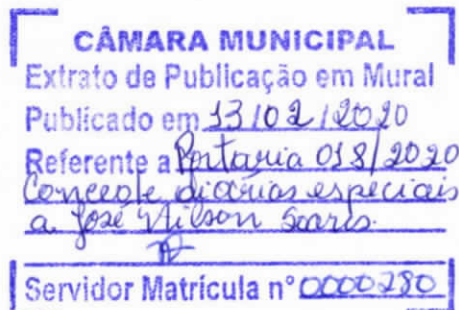 CÂMARA MUNICIPAL
Extrato de Publicação em Mural
Publicado em 13/02/2020
Referente a Portaria 018/2020
Concede diárias especiais
a José Nilson Soares.
Servidor Matrícula n° 0000280